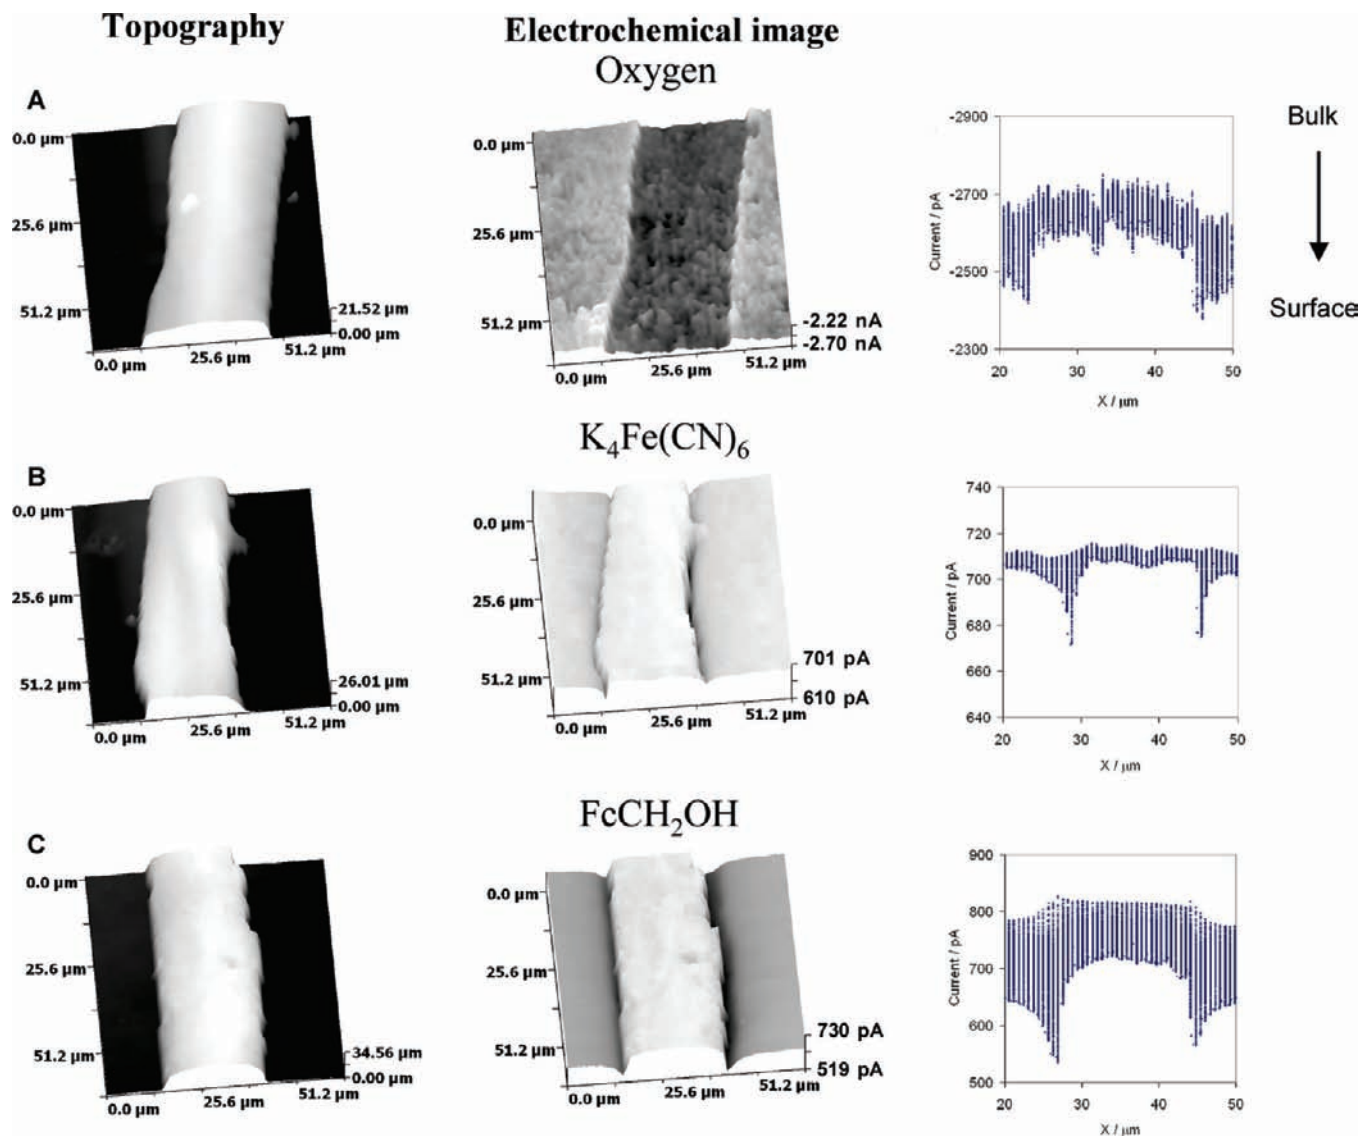 Topography
Electrochemical image
Oxygen
A
0.0 µm
25.6 µm
51.2 µm
21.52 µm
0.00 µm
0.0 µm
25.6 µm
51.2 µm
0.0 µm
25.6 µm
51.2 µm
-2.22 nA
-2.70 nA
0.0 µm
25.6 µm
51.2 µm
-2900
-2700
-2500
-2300
Current / pA
20
30
40
50
X / µm
Bulk
Surface
K₄Fe(CN)₆
B
0.0 µm
25.6 µm
51.2 µm
26.01 µm
0.00 µm
0.0 µm
25.6 µm
51.2 µm
0.0 µm
25.6 µm
51.2 µm
701 pA
610 pA
0.0 µm
25.6 µm
51.2 µm
740
720
700
680
660
640
Current / pA
20
30
40
50
X / µm
FcCH₂OH
C
0.0 µm
25.6 µm
51.2 µm
34.56 µm
0.00 µm
0.0 µm
25.6 µm
51.2 µm
0.0 µm
25.6 µm
51.2 µm
730 pA
519 pA
0.0 µm
25.6 µm
51.2 µm
900
800
700
600
500
Current / pA
20
30
40
50
X / µm